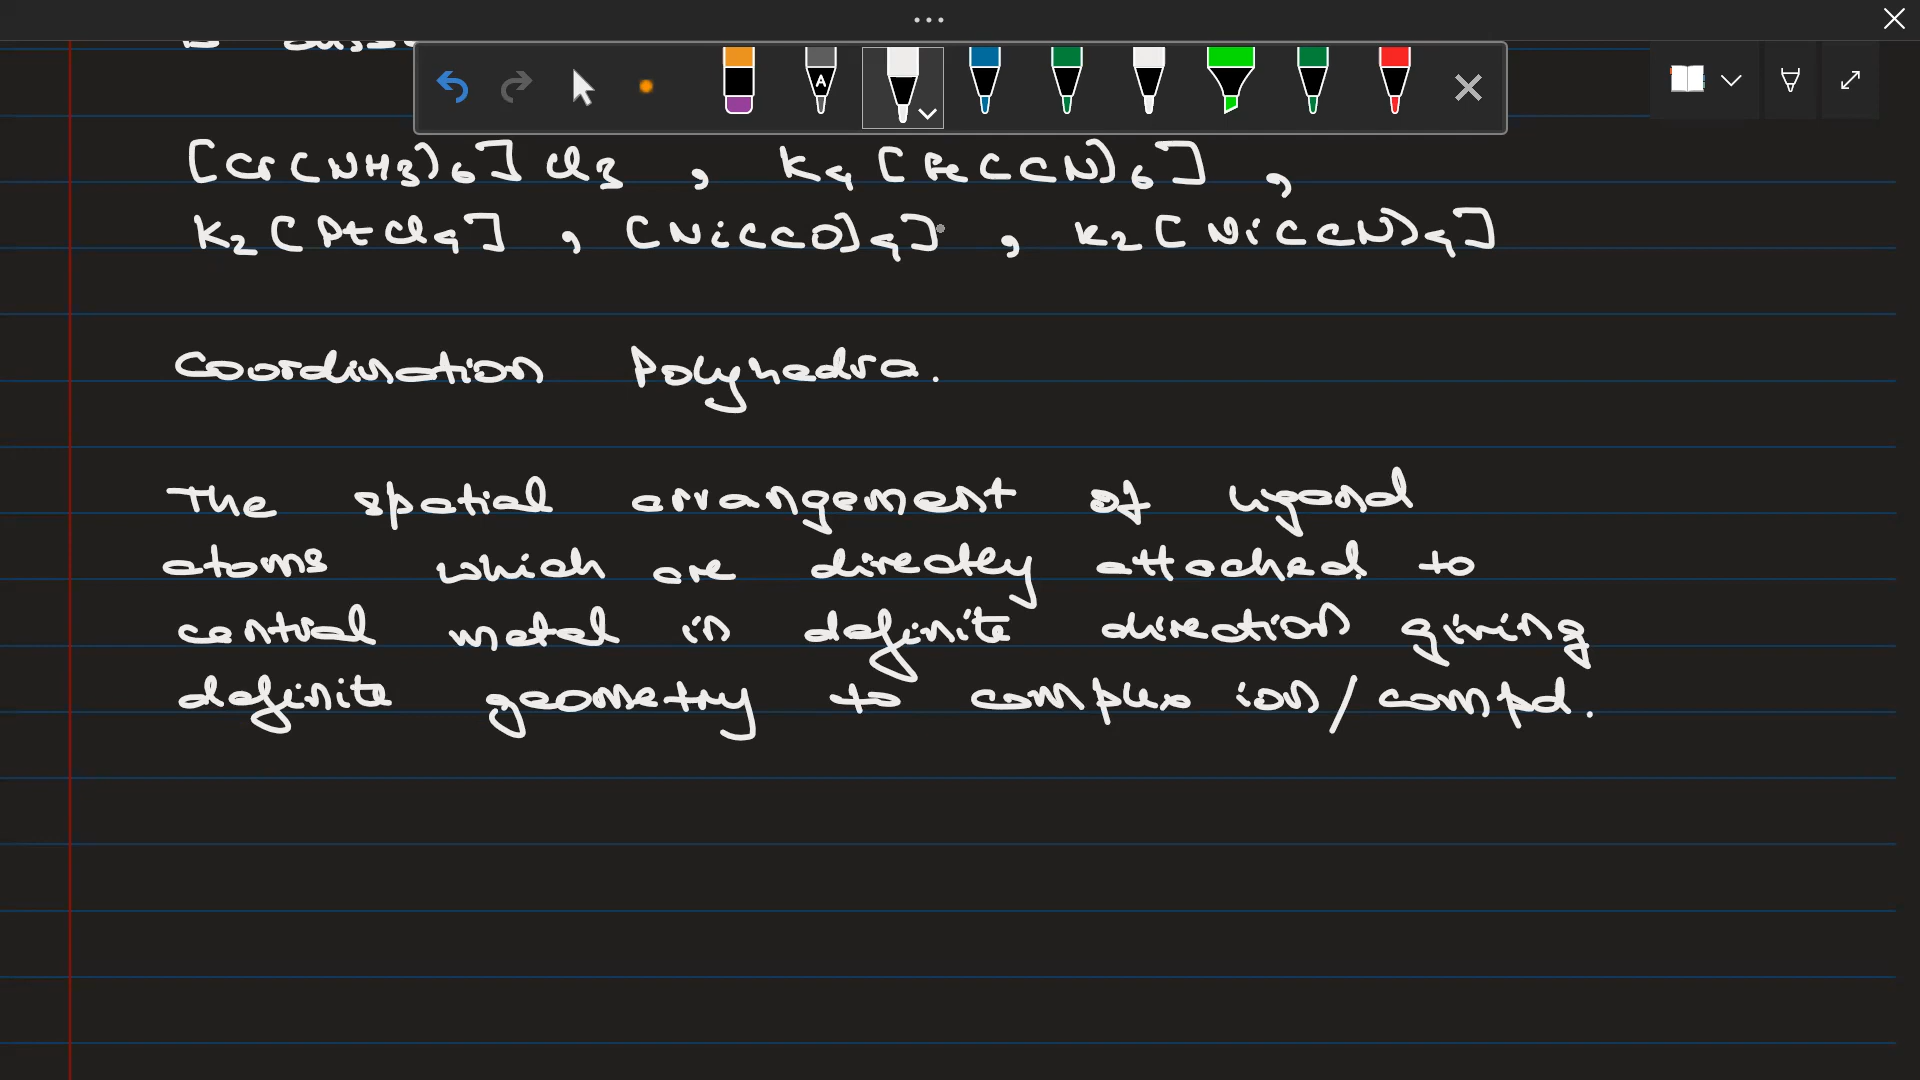 [Cr(NH3)6]Cl3 , K4[Fe(CN)6] ,
K2[PtCl4] , [Ni(CO)4] , K2[Ni(CN)4]
Coordination Polyhedra.
The spatial arrangement of ligand
atoms which are directly attached to
central metal in definite direction giving
definite geometry to complex ion/compd.